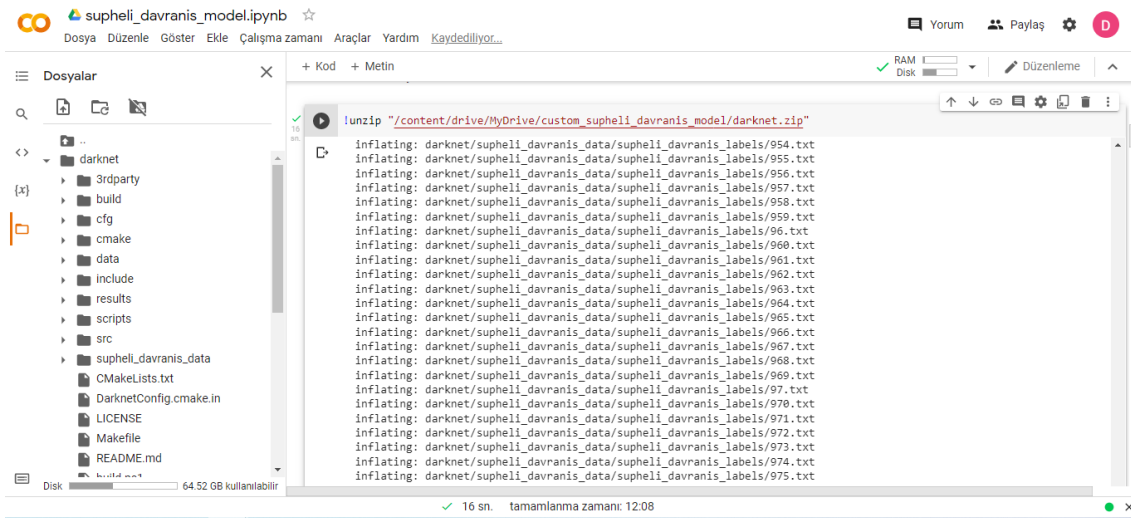 supheli_davranis_model.ipynb
Yorum
Paylaş
D
Dosya Düzenle Göster Ekle Çalışma zamanı Araçlar Yardım Kaydediliyor...
Dosyalar
+ Kod + Metin
RAM
Disk
Düzenleme
..
darknet
3rdparty
build
cfg
cmake
data
include
results
scripts
src
supheli_davranis_data
CMakeLists.txt
DarknetConfig.cmake.in
LICENSE
Makefile
README.md
Disk 64.52 GB kullanılabilir
{x}
16
sn.
!unzip "/content/drive/MyDrive/custom_supheli_davranis_model/darknet.zip"
inflating: darknet/supheli_davranis_data/supheli_davranis_labels/954.txt
inflating: darknet/supheli_davranis_data/supheli_davranis_labels/955.txt
inflating: darknet/supheli_davranis_data/supheli_davranis_labels/956.txt
inflating: darknet/supheli_davranis_data/supheli_davranis_labels/957.txt
inflating: darknet/supheli_davranis_data/supheli_davranis_labels/958.txt
inflating: darknet/supheli_davranis_data/supheli_davranis_labels/959.txt
inflating: darknet/supheli_davranis_data/supheli_davranis_labels/96.txt
inflating: darknet/supheli_davranis_data/supheli_davranis_labels/960.txt
inflating: darknet/supheli_davranis_data/supheli_davranis_labels/961.txt
inflating: darknet/supheli_davranis_data/supheli_davranis_labels/962.txt
inflating: darknet/supheli_davranis_data/supheli_davranis_labels/963.txt
inflating: darknet/supheli_davranis_data/supheli_davranis_labels/964.txt
inflating: darknet/supheli_davranis_data/supheli_davranis_labels/965.txt
inflating: darknet/supheli_davranis_data/supheli_davranis_labels/966.txt
inflating: darknet/supheli_davranis_data/supheli_davranis_labels/967.txt
inflating: darknet/supheli_davranis_data/supheli_davranis_labels/968.txt
inflating: darknet/supheli_davranis_data/supheli_davranis_labels/969.txt
inflating: darknet/supheli_davranis_data/supheli_davranis_labels/97.txt
inflating: darknet/supheli_davranis_data/supheli_davranis_labels/970.txt
inflating: darknet/supheli_davranis_data/supheli_davranis_labels/971.txt
inflating: darknet/supheli_davranis_data/supheli_davranis_labels/972.txt
inflating: darknet/supheli_davranis_data/supheli_davranis_labels/973.txt
inflating: darknet/supheli_davranis_data/supheli_davranis_labels/974.txt
inflating: darknet/supheli_davranis_data/supheli_davranis_labels/975.txt
16 sn. tamamlanma zamanı: 12:08